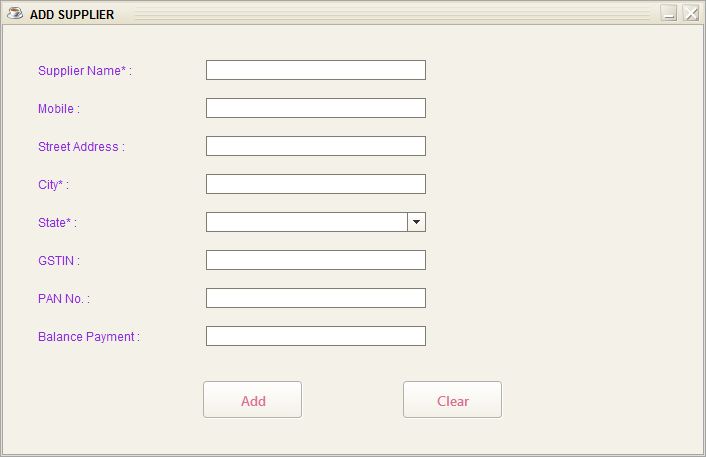 ADD SUPPLIER
Supplier Name* :
Mobile :
Street Address :
City* :
State* :
GSTIN :
PAN No. :
Balance Payment :
Add Clear